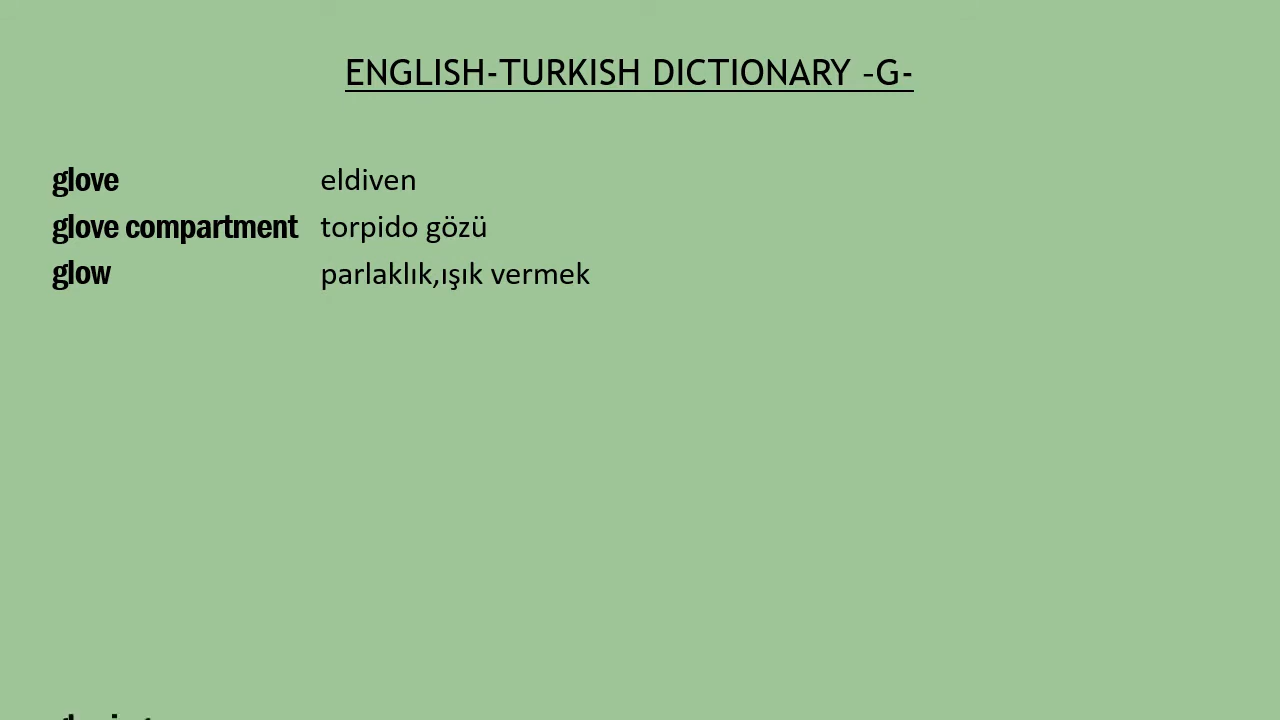 ENGLISH-TURKISH DICTIONARY –G-
glove eldiven
glove compartment torpido gözü
glow parlaklık,ışık vermek